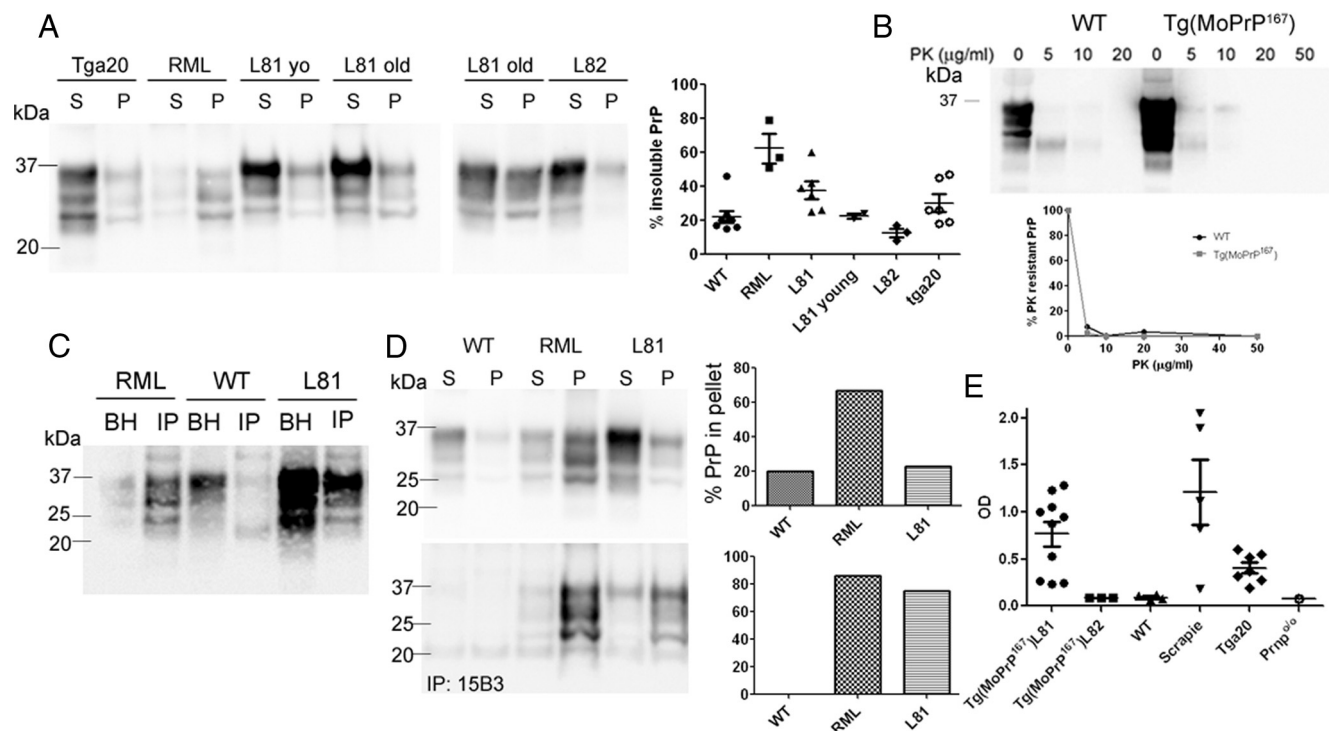 A
Tga20 RML L81 yo L81 old L81 old L82
S P S P S P S P S P S P
kDa
37
20
% insoluble PrP
100
80
60
40
20
0
WT RML L81 L81 young L82 tga20
B
WT Tg(MoPrP¹⁶⁷)
PK (μg/ml) 0 5 10 20 0 5 10 20 50
kDa
37
% PK resistant PrP
100
80
60
40
20
0
WT
Tg(MoPrP¹⁶⁷)
0 10 20 30 40 50
PK (μg/ml)
C
RML WT L81
BH IP BH IP BH IP
kDa
37
25
20
D
WT RML L81
S P S P S P
kDa
37
25
20
37
25
20
IP: 15B3
% PrP in pellet
80
60
40
20
0
WT RML L81
100
80
60
40
20
0
WT RML L81
E
OD
2.0
1.5
1.0
0.5
0.0
Tg(MoPrP¹⁶⁷)L81 Tg(MoPrP¹⁶⁷)L82 WT Scrapie Tga20 Prnp⁰/⁰